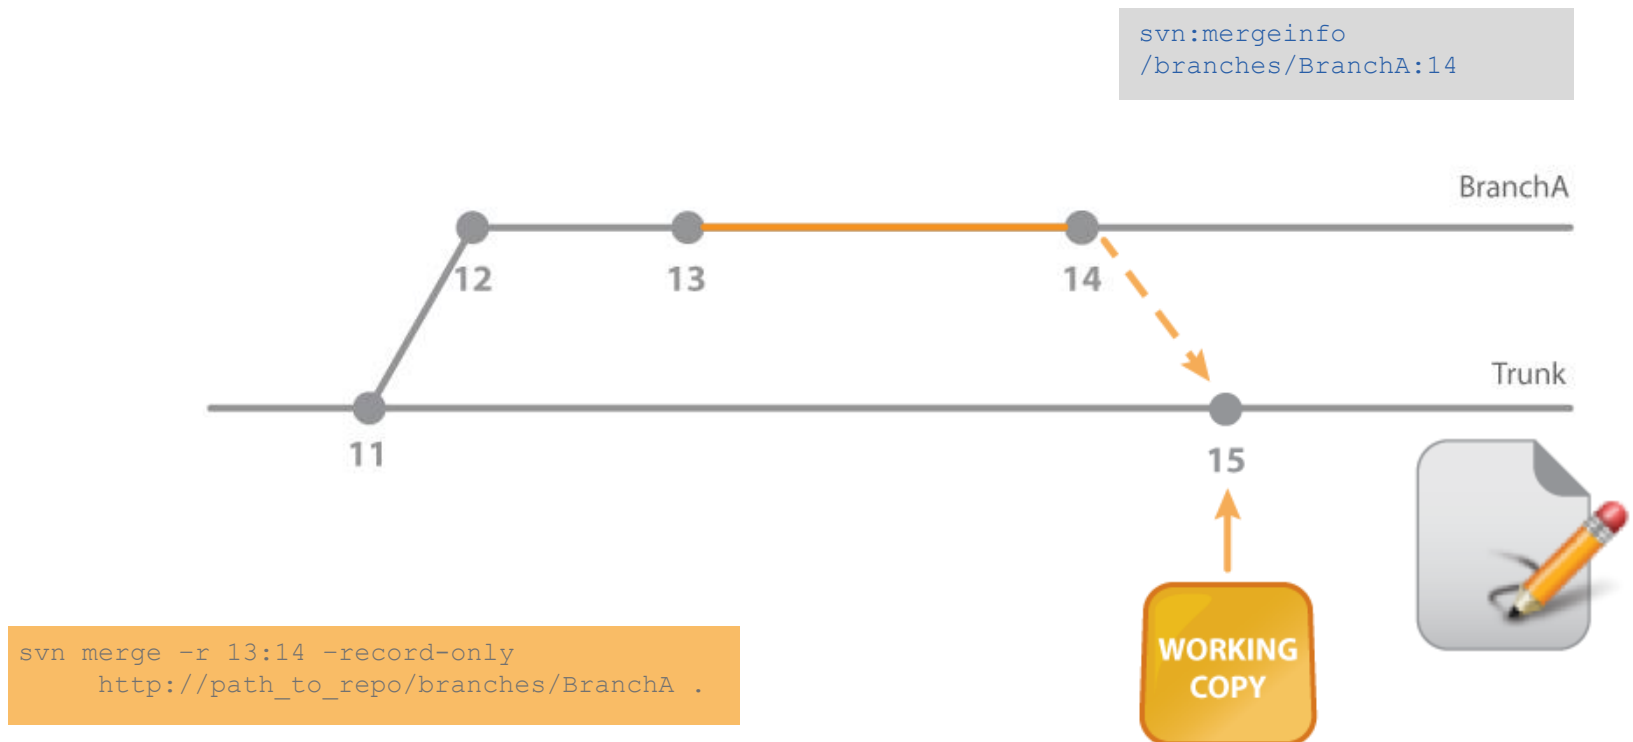 svn:mergeinfo
/branches/BranchA:14
BranchA
12
13
14
Trunk
11
15
WORKING
COPY
svn merge –r 13:14 –record-only
http://path_to_repo/branches/BranchA .